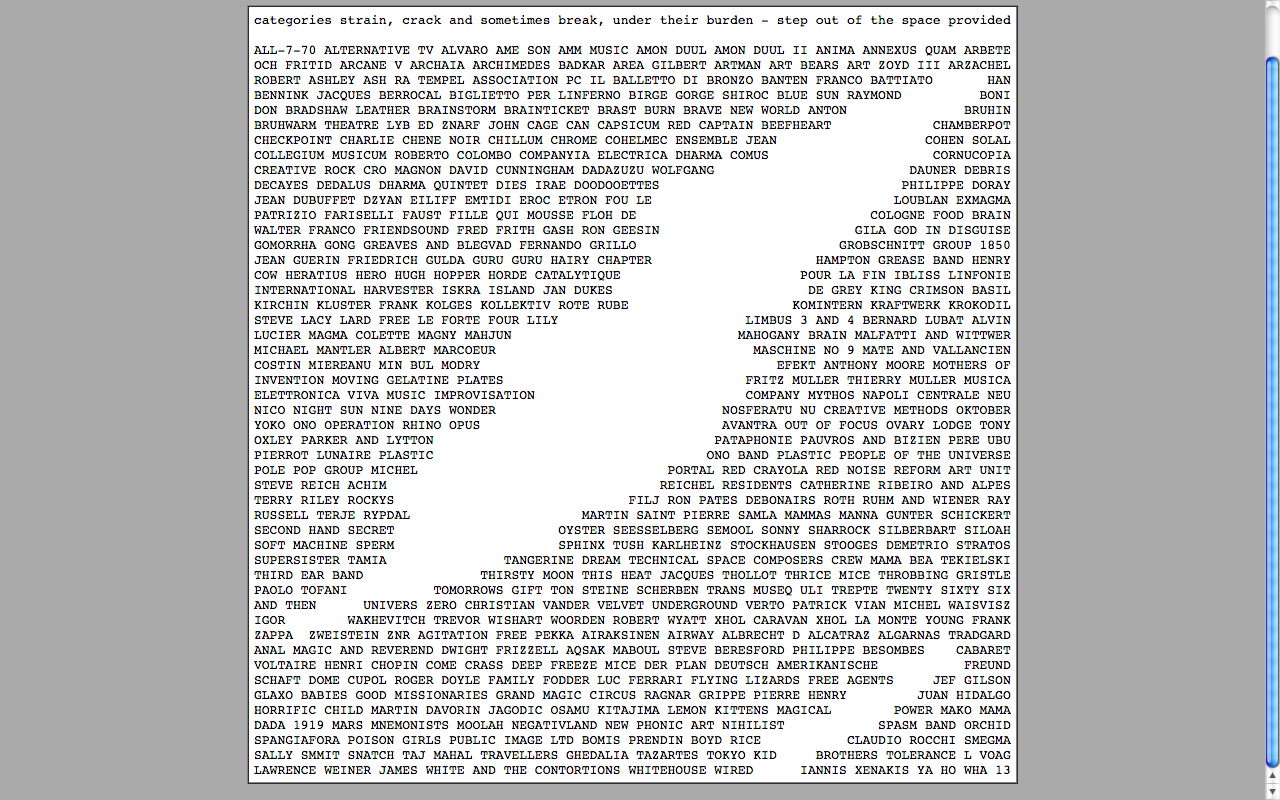 categories strain, crack and sometimes break, under their burden - step out of the space provided
ALL-7-70 ALTERNATIVE TV ALVARO AME SON AMM MUSIC AMON DUUL AMON DUUL II ANIMA ANNEXUS QUAM ARBETE
OCH FRITID ARCANE V ARCHAIA ARCHIMEDES BADKAR AREA GILBERT ARTMAN ART BEARS ART ZOYD III ARZACHEL
ROBERT ASHLEY ASH RA TEMPEL ASSOCIATION PC IL BALLETTO DI BRONZO BANTEN FRANCO BATTIATO HAN
BENNINK JACQUES BERROCAL BIGLIETTO PER LINFERNO BIRGE GORGE SHIROC BLUE SUN RAYMOND BONI
DON BRADSHAW LEATHER BRAINSTORM BRAINTICKET BRAST BURN BRAVE NEW WORLD ANTON BRUHIN
BRUHWARM THEATRE LYB ED ZNARF JOHN CAGE CAN CAPSICUM RED CAPTAIN BEEFHEART CHAMBERPOT
CHECKPOINT CHARLIE CHENE NOIR CHILLUM CHROME COHELMEC ENSEMBLE JEAN COHEN SOLAL
COLLEGIUM MUSICUM ROBERTO COLOMBO COMPANYIA ELECTRICA DHARMA COMUS CORNUCOPIA
CREATIVE ROCK CRO MAGNON DAVID CUNNINGHAM DADAZUZU WOLFGANG DAUNER DEBRIS
DECAYES DEDALUS DHARMA QUINTET DIES IRAE DOODOOETTES PHILIPPE DORAY
JEAN DUBUFFET DZYAN EILIFF EMTIDI EROC ETRON FOU LE LOUBLAN EXMAGMA
PATRIZIO FARISELLI FAUST FILLE QUI MOUSSE FLOH DE COLOGNE FOOD BRAIN
WALTER FRANCO FRIENDSOUND FRED FRITH GASH RON GEESIN GILA GOD IN DISGUISE
GOMORRHA GONG GREAVES AND BLEGVAD FERNANDO GRILLO GROBSCHNITT GROUP 1850
JEAN GUERIN FRIEDRICH GULDA GURU GURU HAIRY CHAPTER HAMPTON GREASE BAND HENRY
COW HERATIUS HERO HUGH HOPPER HORDE CATALYTIQUE POUR LA FIN IBLISS LINFONIE
INTERNATIONAL HARVESTER ISKRA ISLAND JAN DUKES DE GREY KING CRIMSON BASIL
KIRCHIN KLUSTER FRANK KOLGES KOLLEKTIV ROTE RUBE KOMINTERN KRAFTWERK KROKODIL
STEVE LACY LARD FREE LE FORTE FOUR LILY LIMBUS 3 AND 4 BERNARD LUBAT ALVIN
LUCIER MAGMA COLETTE MAGNY MAHJUN MAHOGANY BRAIN MALFATTI AND WITTWER
MICHAEL MANTLER ALBERT MARCOEUR MASCHINE NO 9 MATE AND VALLANCIEN
COSTIN MIEREANU MIN BUL MODRY EFEKT ANTHONY MOORE MOTHERS OF
INVENTION MOVING GELATINE PLATES FRITZ MULLER THIERRY MULLER MUSICA
ELETTRONICA VIVA MUSIC IMPROVISATION COMPANY MYTHOS NAPOLI CENTRALE NEU
NICO NIGHT SUN NINE DAYS WONDER NOSFERATU NU CREATIVE METHODS OKTOBER
YOKO ONO OPERATION RHINO OPUS AVANTRA OUT OF FOCUS OVARY LODGE TONY
OXLEY PARKER AND LYTTON PATAPHONIE PAUVROS AND BIZIEN PERE UBU
PIERROT LUNAIRE PLASTIC ONO BAND PLASTIC PEOPLE OF THE UNIVERSE
POLE POP GROUP MICHEL PORTAL RED CRAYOLA RED NOISE REFORM ART UNIT
STEVE REICH ACHIM REICHEL RESIDENTS CATHERINE RIBEIRO AND ALPES
TERRY RILEY ROCKYS FILJ RON PATES DEBONAIRS ROTH RUHM AND WIENER RAY
RUSSELL TERJE RYPDAL MARTIN SAINT PIERRE SAMLA MAMMAS MANNA GUNTER SCHICKERT
SECOND HAND SECRET OYSTER SEESSELBERG SEMOOL SONNY SHARROCK SILBERBART SILOAH
SOFT MACHINE SPERM SPHINX TUSH KARLHEINZ STOCKHAUSEN STOOGES DEMETRIO STRATOS
SUPERSISTER TAMIA TANGERINE DREAM TECHNICAL SPACE COMPOSERS CREW MAMA BEA TEKIELSKI
THIRD EAR BAND THIRSTY MOON THIS HEAT JACQUES THOLLOT THRICE MICE THROBBING GRISTLE
PAOLO TOFANI TOMORROWS GIFT TON STEINE SCHERBEN TRANS MUSEQ ULI TREPTE TWENTY SIXTY SIX
AND THEN UNIVERS ZERO CHRISTIAN VANDER VELVET UNDERGROUND VERTO PATRICK VIAN MICHEL WAISVISZ
IGOR WAKHEVITCH TREVOR WISHART WOORDEN ROBERT WYATT XHOL CARAVAN XHOL LA MONTE YOUNG FRANK
ZAPPA ZWEISTEIN ZNR AGITATION FREE PEKKA AIRAKSINEN AIRWAY ALBRECHT D ALCATRAZ ALGARNAS TRADGARD
ANAL MAGIC AND REVEREND DWIGHT FRIZZELL AQSAK MABOUL STEVE BERESFORD PHILIPPE BESOMBES CABARET
VOLTAIRE HENRI CHOPIN COME CRASS DEEP FREEZE MICE DER PLAN DEUTSCH AMERIKANISCHE FREUND
SCHAFT DOME CUPOL ROGER DOYLE FAMILY FODDER LUC FERRARI FLYING LIZARDS FREE AGENTS JEF GILSON
GLAXO BABIES GOOD MISSIONARIES GRAND MAGIC CIRCUS RAGNAR GRIPPE PIERRE HENRY JUAN HIDALGO
HORRIFIC CHILD MARTIN DAVORIN JAGODIC OSAMU KITAJIMA LEMON KITTENS MAGICAL POWER MAKO MAMA
DADA 1919 MARS MNEMONISTS MOOLAH NEGATIVLAND NEW PHONIC ART NIHILIST SPASM BAND ORCHID
SPANGIAFORA POISON GIRLS PUBLIC IMAGE LTD BOMIS PRENDIN BOYD RICE CLAUDIO ROCCHI SMEGMA
SALLY SMMIT SNATCH TAJ MAHAL TRAVELLERS GHEDALIA TAZARTES TOKYO KID BROTHERS TOLERANCE L VOAG
LAWRENCE WEINER JAMES WHITE AND THE CONTORTIONS WHITEHOUSE WIRED IANNIS XENAKIS YA HO WHA 13